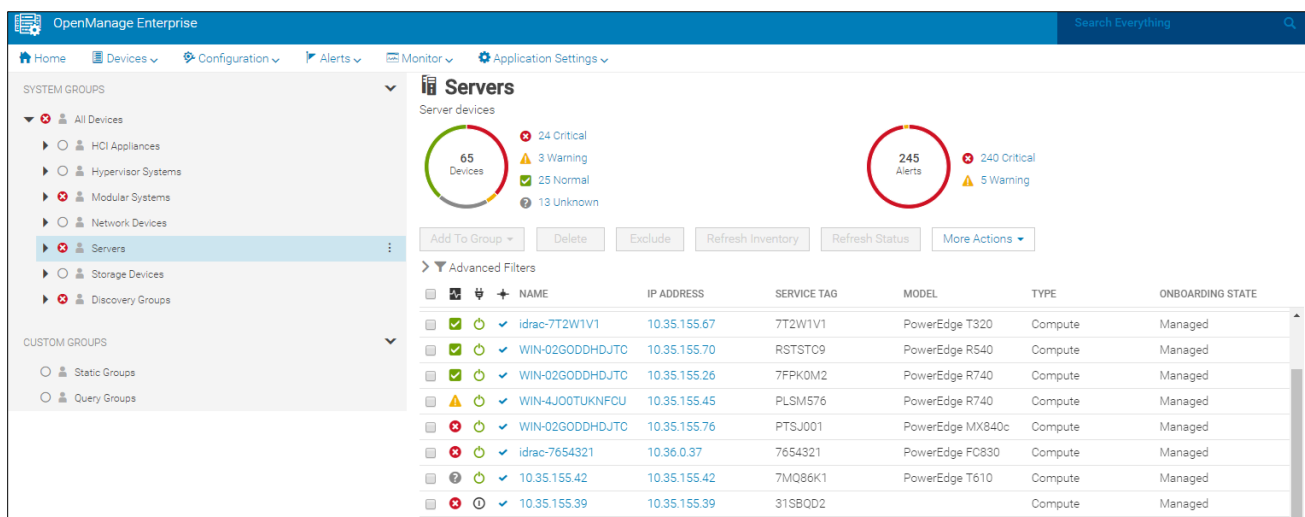 OpenManage Enterprise
Search Everything
Home Devices Configuration Alerts Monitor Application Settings
SYSTEM GROUPS
All Devices
HCI Appliances
Hypervisor Systems
Modular Systems
Network Devices
Servers
Storage Devices
Discovery Groups
CUSTOM GROUPS
Static Groups
Query Groups
Servers
Server devices
65
Devices
24 Critical
3 Warning
25 Normal
13 Unknown
245
Alerts
240 Critical
5 Warning
Add To Group Delete Exclude Refresh Inventory Refresh Status More Actions
Advanced Filters
NAME IP ADDRESS SERVICE TAG MODEL TYPE ONBOARDING STATE
idrac-7T2W1V1 10.35.155.67 7T2W1V1 PowerEdge T320 Compute Managed
WIN-02GODDHDJTC 10.35.155.70 RSTSTC9 PowerEdge R540 Compute Managed
WIN-02GODDHDJTC 10.35.155.26 7FPK0M2 PowerEdge R740 Compute Managed
WIN-4JO0TUKNFCU 10.35.155.45 PLSM576 PowerEdge R740 Compute Managed
WIN-02GODDHDJTC 10.35.155.76 PTSJ001 PowerEdge MX840c Compute Managed
idrac-7654321 10.36.0.37 7654321 PowerEdge FC830 Compute Managed
10.35.155.42 10.35.155.42 7MQ86K1 PowerEdge T610 Compute Managed
10.35.155.39 10.35.155.39 31SBQD2 Compute Managed